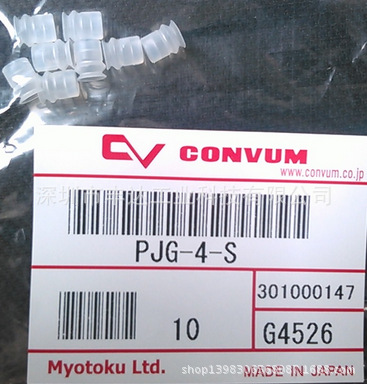 CONVUM
www.convum.co.jp
PJG-4-S
301000147
10
G4526
Myotoku Ltd.
MADE IN JAPAN